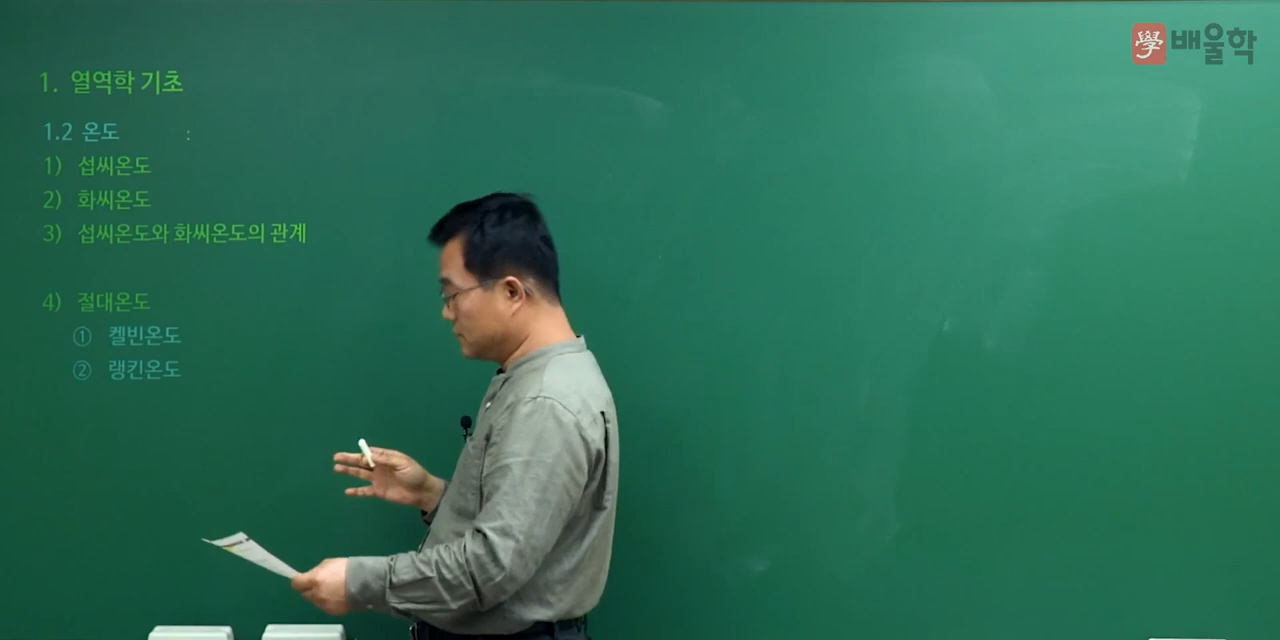 學 배울학
1. 열역학 기초
1.2 온도 :
1) 섭씨온도
2) 화씨온도
3) 섭씨온도와 화씨온도의 관계
4) 절대온도
① 켈빈온도
② 랭킨온도